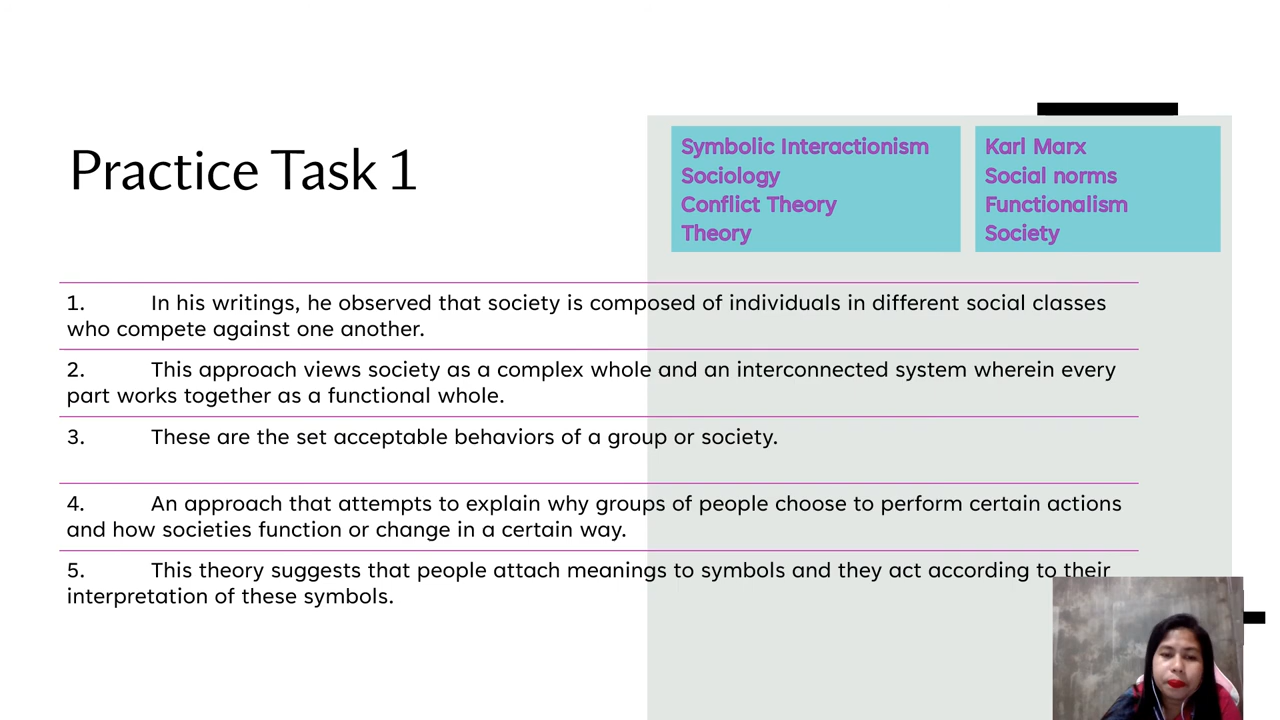 Practice Task 1
Symbolic Interactionism
Sociology
Conflict Theory
Theory
Karl Marx
Social norms
Functionalism
Society
1. In his writings, he observed that society is composed of individuals in different social classes
who compete against one another.
2. This approach views society as a complex whole and an interconnected system wherein every
part works together as a functional whole.
3. These are the set acceptable behaviors of a group or society.
4. An approach that attempts to explain why groups of people choose to perform certain actions
and how societies function or change in a certain way.
5. This theory suggests that people attach meanings to symbols and they act according to their
interpretation of these symbols.